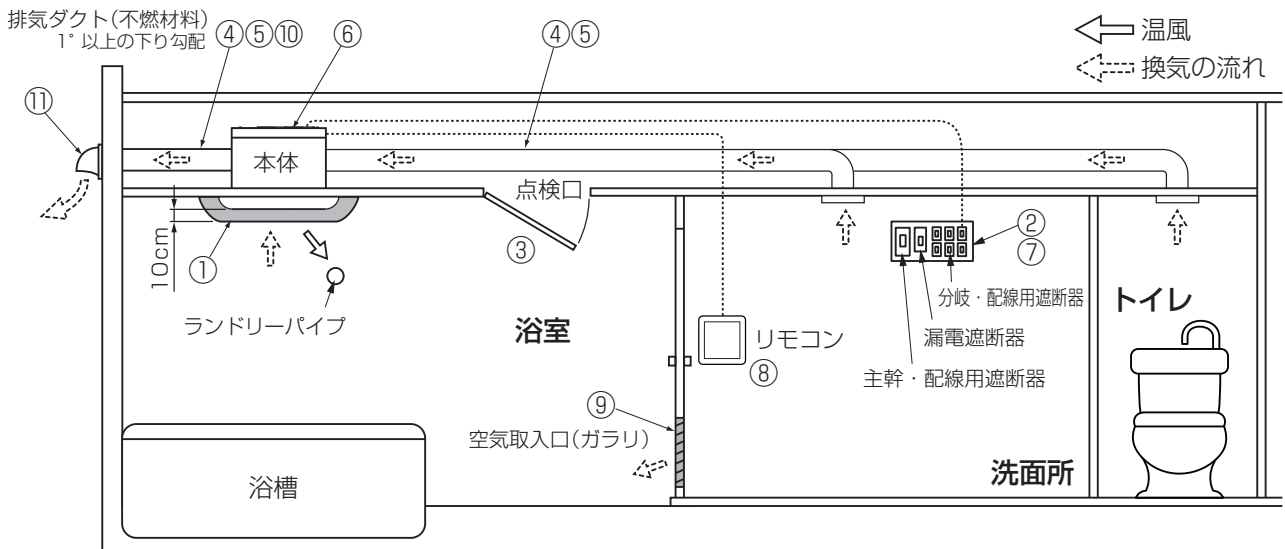 排気ダクト(不燃材料)
1°以上の下り勾配
④⑤⑩
⑥
④⑤
温風
換気の流れ
⑪
本体
点検口
10cm
①
③
②
⑦
ランドリーパイプ
浴室
リモコン
⑧
分岐・配線用遮断器
漏電遮断器
主幹・配線用遮断器
トイレ
⑨
空気取入口(ガラリ)
洗面所
浴槽